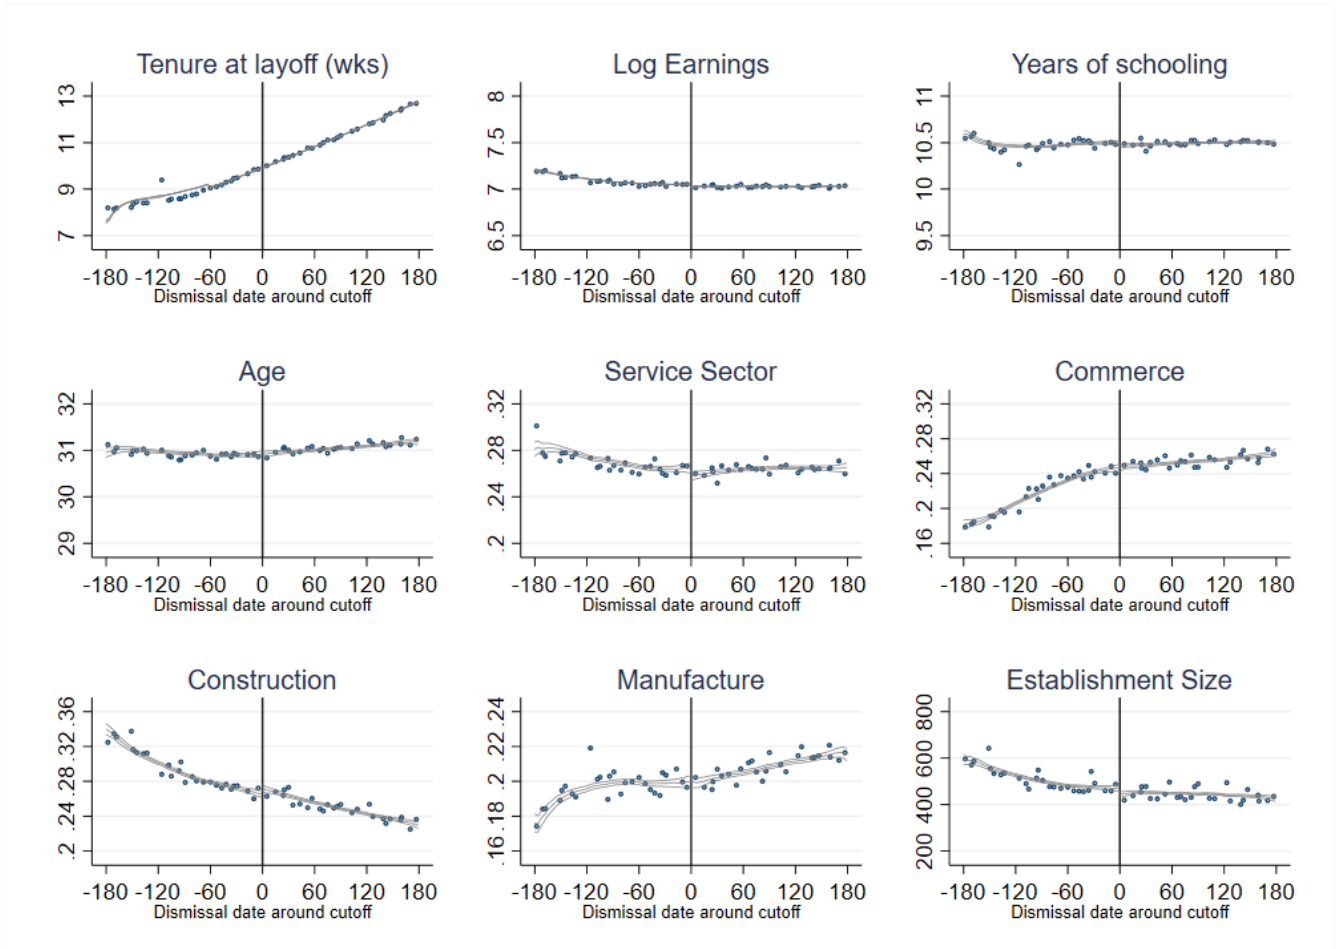 Tenure at layoff (wks)
13
11
9
7
-180 -120 -60 0 60 120 180
Dismissal date around cutoff
Log Earnings
8
7.5
7
6.5
-180 -120 -60 0 60 120 180
Dismissal date around cutoff
Years of schooling
11
10.5
10
9.5
-180 -120 -60 0 60 120 180
Dismissal date around cutoff
Age
32
31
30
29
-180 -120 -60 0 60 120 180
Dismissal date around cutoff
Service Sector
.32
.28
.24
.2
-180 -120 -60 0 60 120 180
Dismissal date around cutoff
Commerce
.32
.28
.24
.2
.16
-180 -120 -60 0 60 120 180
Dismissal date around cutoff
Construction
.36
.32
.28
.24
.2
-180 -120 -60 0 60 120 180
Dismissal date around cutoff
Manufacture
.24
.22
.2
.18
.16
-180 -120 -60 0 60 120 180
Dismissal date around cutoff
Establishment Size
800
600
400
200
-180 -120 -60 0 60 120 180
Dismissal date around cutoff